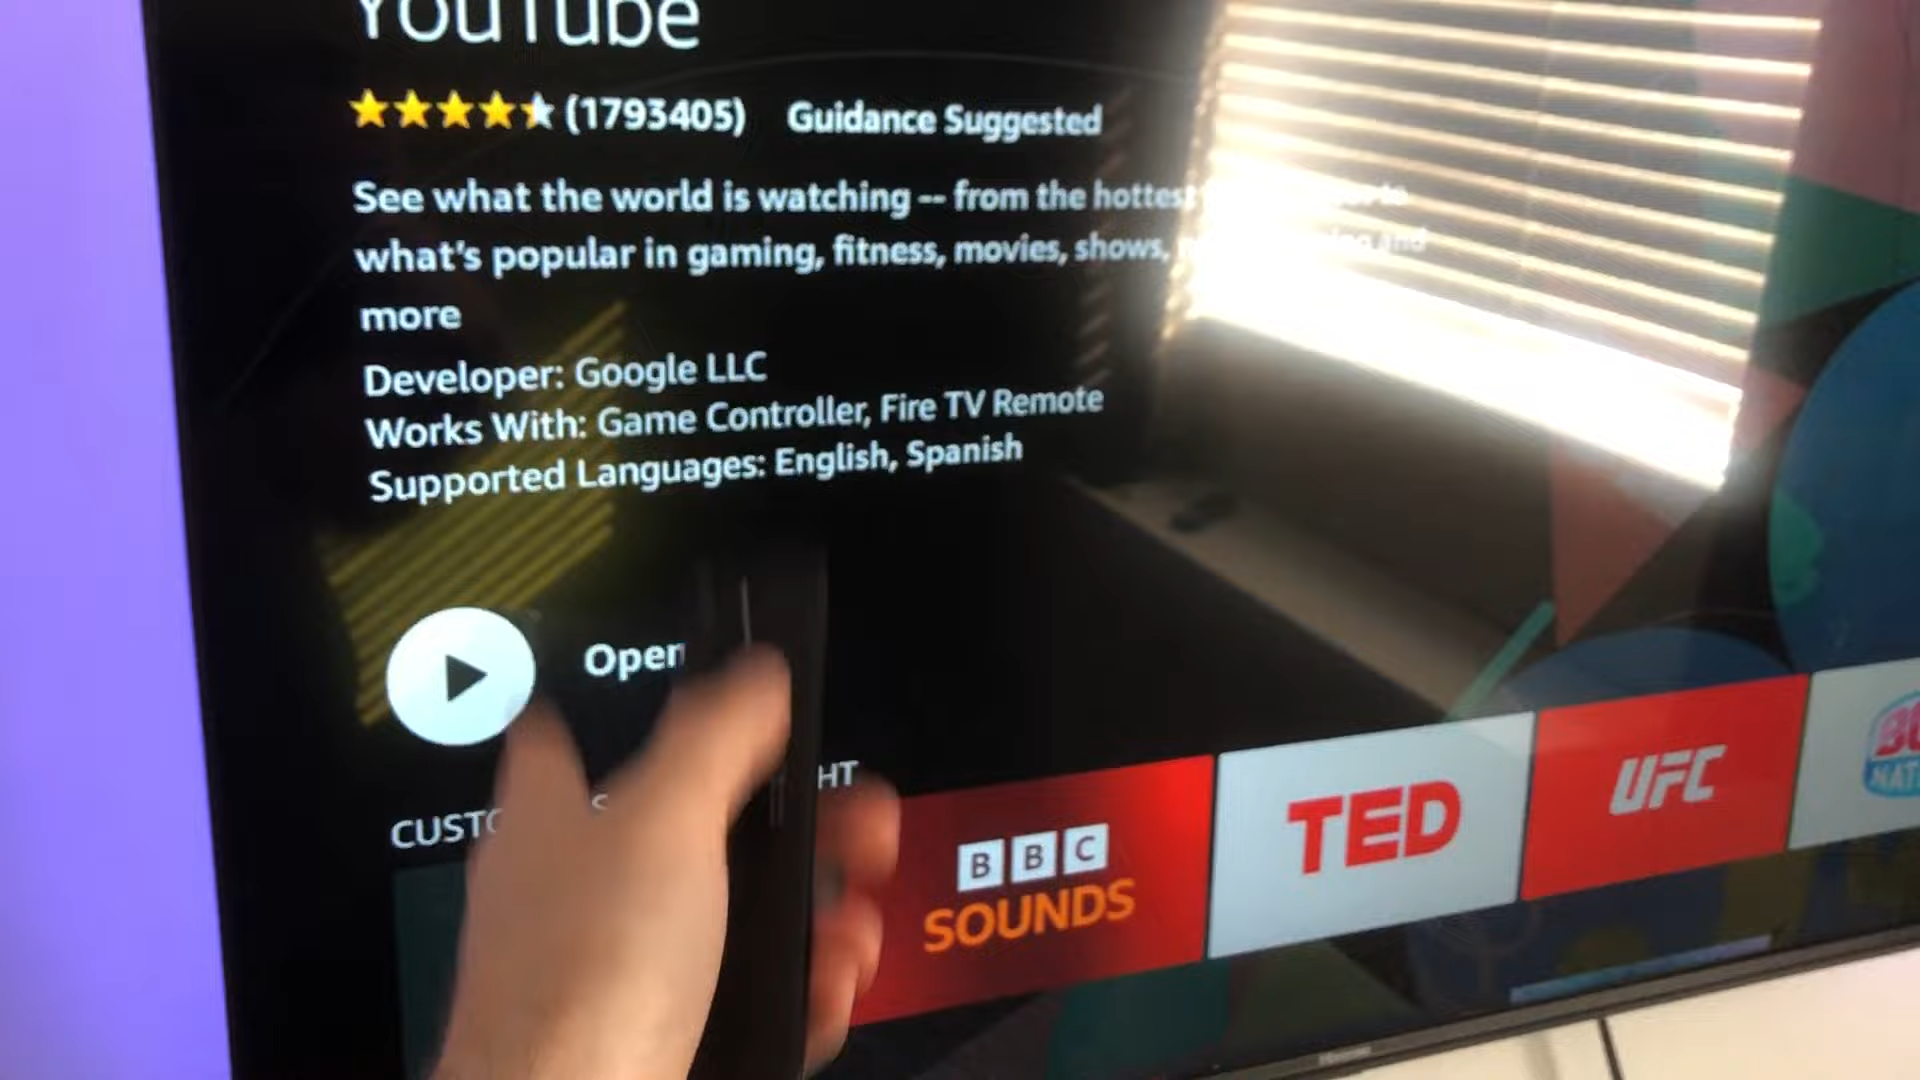 YouTube
(1793405) Guidance Suggested
See what the world is watching -- from the hottest
what's popular in gaming, fitness, movies, shows, and
more
Developer: Google LLC
Works With: Game Controller, Fire TV Remote
Supported Languages: English, Spanish
Open
BBC
SOUNDS
TED
UFC